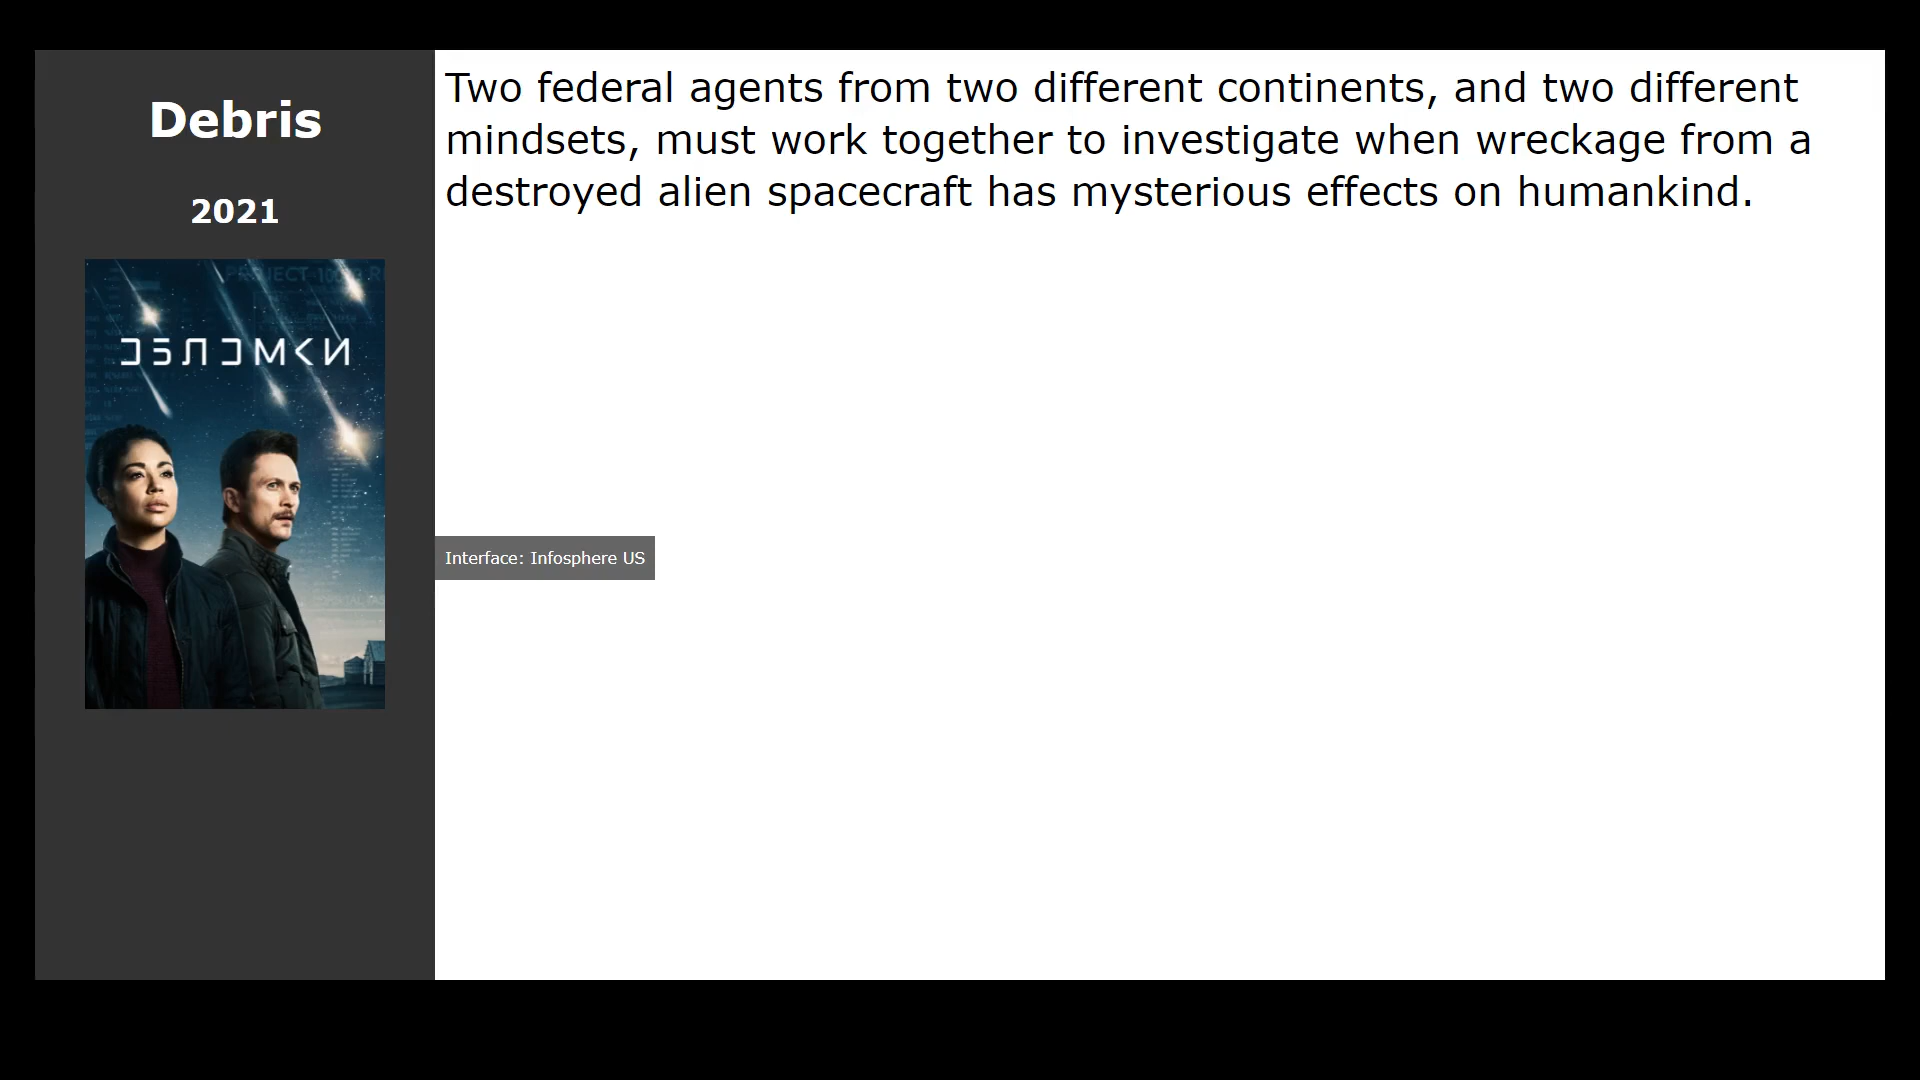 Debris
2021
ОБЛОМКИ
Two federal agents from two different continents, and two different
mindsets, must work together to investigate when wreckage from a
destroyed alien spacecraft has mysterious effects on humankind.
Interface: Infosphere US